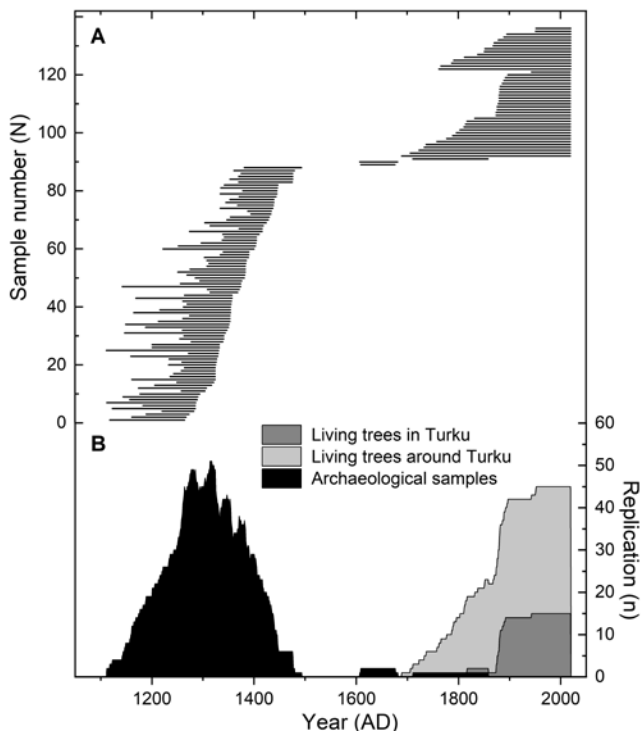 A
120
100
80
60
40
20
0
Sample number (N)
B
Living trees in Turku
Living trees around Turku
Archaeological samples
60
50
40
30
20
10
0
Replication (n)
1200 1400 1600 1800 2000
Year (AD)